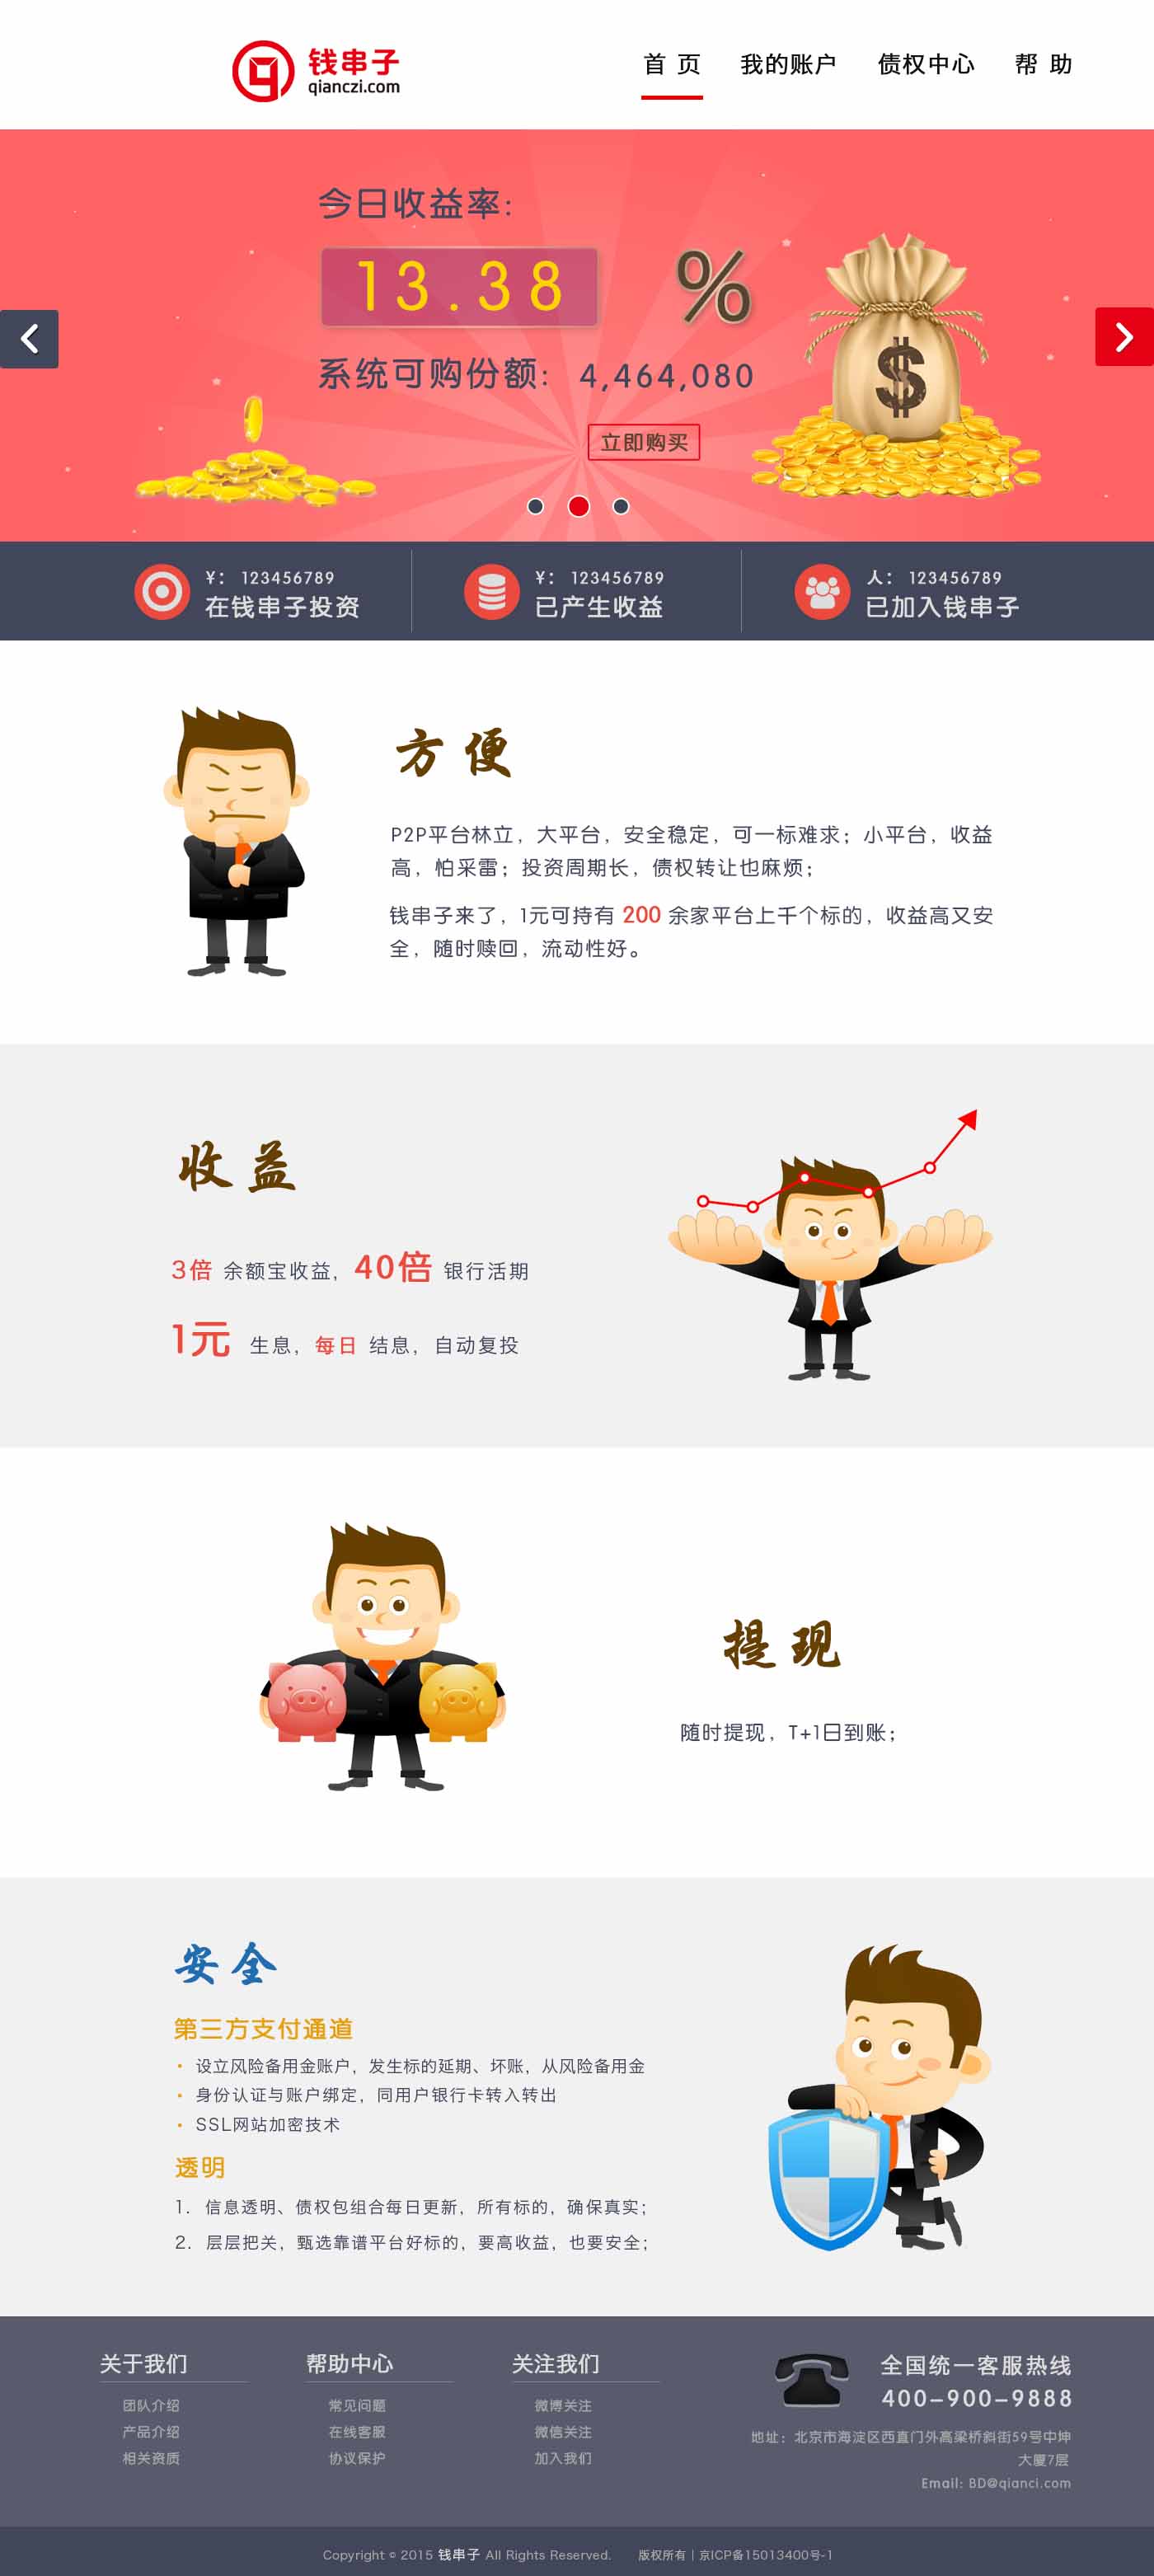 钱串子
qianczi.com
首 页 我的账户 债权中心 帮 助
今日收益率:
13.38 %
系统可购份额: 4,464,080
立即购买
¥: 123456789
在钱串子投资
¥: 123456789
已产生收益
人: 123456789
已加入钱串子
方便
P2P平台林立，大平台，安全稳定，可一标难求；小平台，收益
高，怕采雷；投资周期长，债权转让也麻烦；
钱串子来了，1元可持有 200 余家平台上千个标的，收益高又安
全，随时赎回，流动性好。
收益
3倍 余额宝收益，40倍 银行活期
1元 生息，每日 结息，自动复投
提现
随时提现，T+1日到账；
安全
第三方支付通道
• 设立风险备用金账户，发生标的延期、坏账，从风险备用金
• 身份认证与账户绑定，同用户银行卡转入转出
• SSL网站加密技术
透明
1. 信息透明、债权包组合每日更新，所有标的，确保真实；
2. 层层把关，甄选靠谱平台好标的，要高收益，也要安全；
关于我们
团队介绍
产品介绍
相关资质
帮助中心
常见问题
在线客服
协议保护
关注我们
微博关注
微信关注
加入我们
全国统一客服热线
400-900-9888
地址：北京市海淀区西直门外高梁桥斜街59号中坤
大厦7层
Email: BD@qianci.com
Copyright © 2015 钱串子 All Rights Reserved. 版权所有 | 京ICP备15013400号-1
$